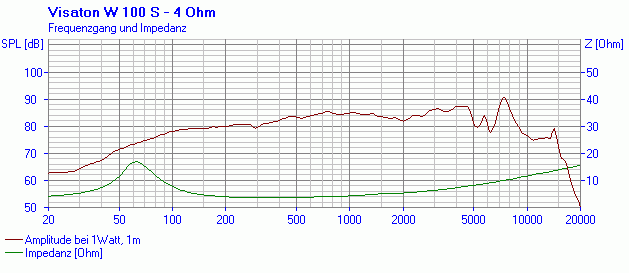 Visaton W 100 S - 4 Ohm
Frequenzgang und Impedanz
SPL [dB] Z [Ohm]
100 50
90 40
80 30
70 20
60 10
50
20 50 100 200 500 1000 2000 5000 10000 20000
Amplitude bei 1Watt, 1m
Impedanz [Ohm]